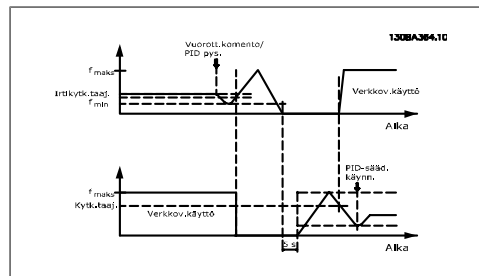 130BA364.10
Vuorott.komento/
PID pys.
fmaks
Irtikytk.taaj.
fmin
Verkkov.käyttö
Aika
PID-sääd.
käynn.
fmaks
Kytk.taaj.
Verkkov.käyttö
5 s
Aika